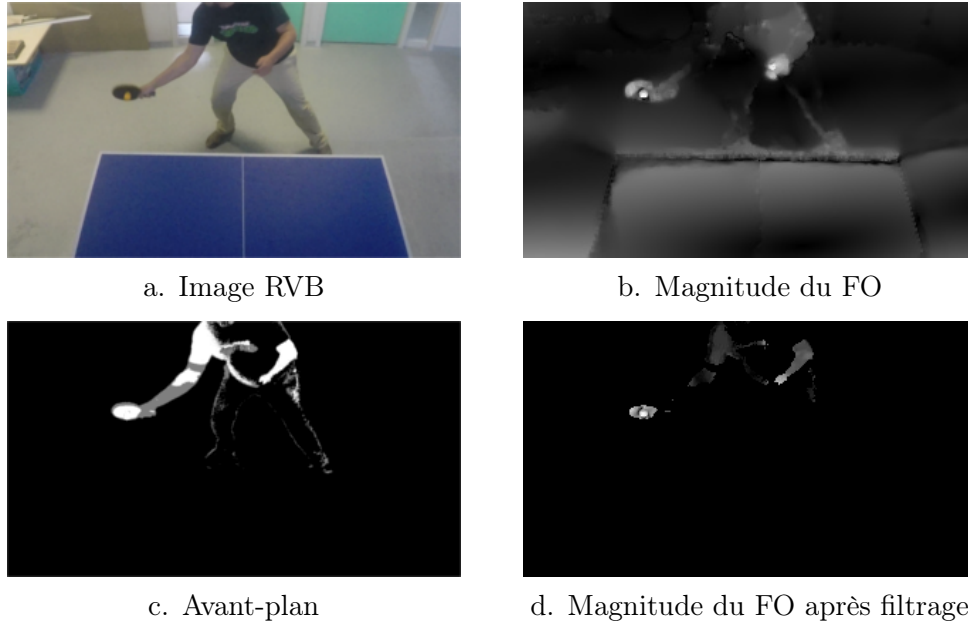 a. Image RVB
b. Magnitude du FO
c. Avant-plan
d. Magnitude du FO après filtrage